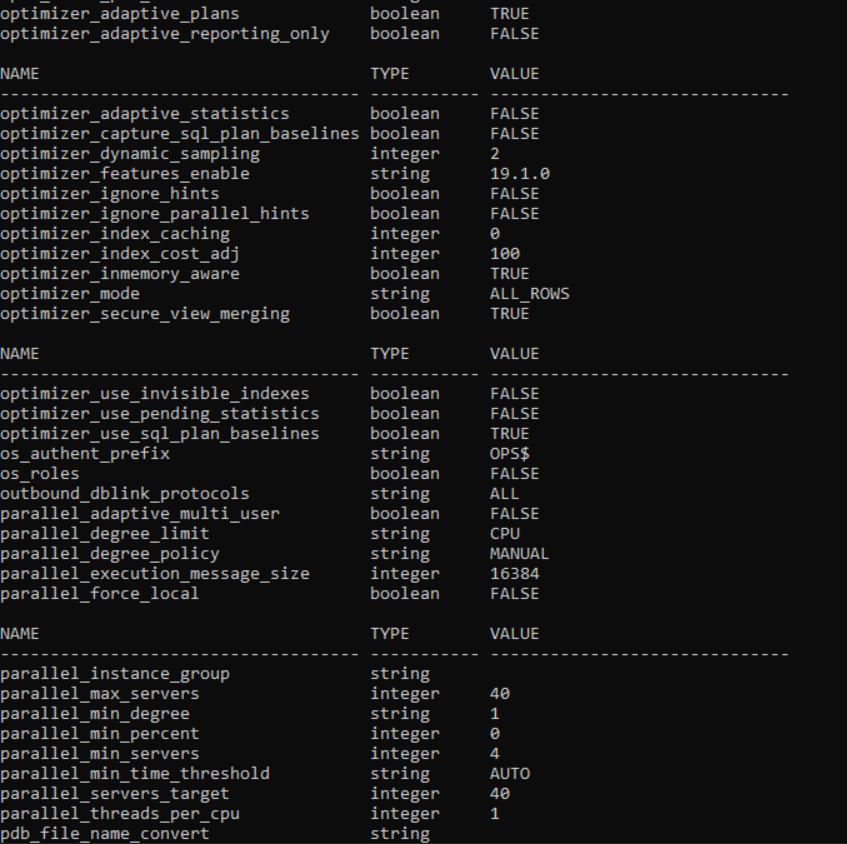 optimizer_adaptive_plans boolean TRUE
optimizer_adaptive_reporting_only boolean FALSE
NAME TYPE VALUE
------------------------------------ ----------- ------------------------------
optimizer_adaptive_statistics boolean FALSE
optimizer_capture_sql_plan_baselines boolean FALSE
optimizer_dynamic_sampling integer 2
optimizer_features_enable string 19.1.0
optimizer_ignore_hints boolean FALSE
optimizer_ignore_parallel_hints boolean FALSE
optimizer_index_caching integer 0
optimizer_index_cost_adj integer 100
optimizer_inmemory_aware boolean TRUE
optimizer_mode string ALL_ROWS
optimizer_secure_view_merging boolean TRUE
NAME TYPE VALUE
------------------------------------ ----------- ------------------------------
optimizer_use_invisible_indexes boolean FALSE
optimizer_use_pending_statistics boolean FALSE
optimizer_use_sql_plan_baselines boolean TRUE
os_authent_prefix string OPS$
os_roles boolean FALSE
outbound_dblink_protocols string ALL
parallel_adaptive_multi_user boolean FALSE
parallel_degree_limit string CPU
parallel_degree_policy string MANUAL
parallel_execution_message_size integer 16384
parallel_force_local boolean FALSE
NAME TYPE VALUE
------------------------------------ ----------- ------------------------------
parallel_instance_group string
parallel_max_servers integer 40
parallel_min_degree string 1
parallel_min_percent integer 0
parallel_min_servers integer 4
parallel_min_time_threshold string AUTO
parallel_servers_target integer 40
parallel_threads_per_cpu integer 1
pdb_file_name_convert string